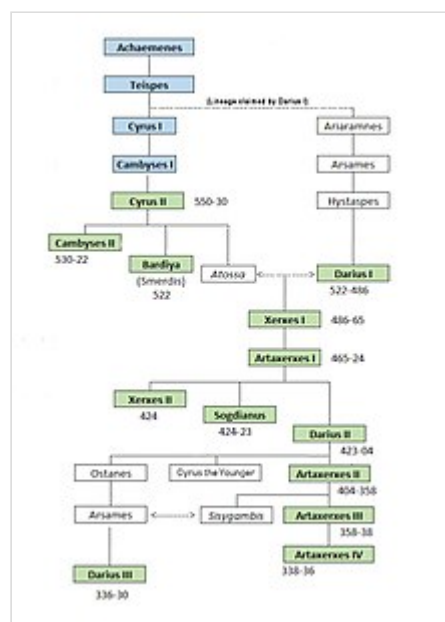 Achaemenes
Teispes
(Lineage claimed by Darius I)
Cyrus I
Ariaramnes
Cambyses I
Arsames
Cyrus II
550-30
Hystaspes
Cambyses II
530-22
Bardiya
(Smerdis)
522
Atossa
Darius I
522-486
Xerxes I
486-65
Artaxerxes I
465-24
Xerxes II
424
Sogdianus
424-23
Darius II
423-04
Ostanes
Cyrus the Younger
Artaxerxes II
404-358
Arsames
Sisygambis
Artaxerxes III
358-38
Artaxerxes IV
338-36
Darius III
336-30